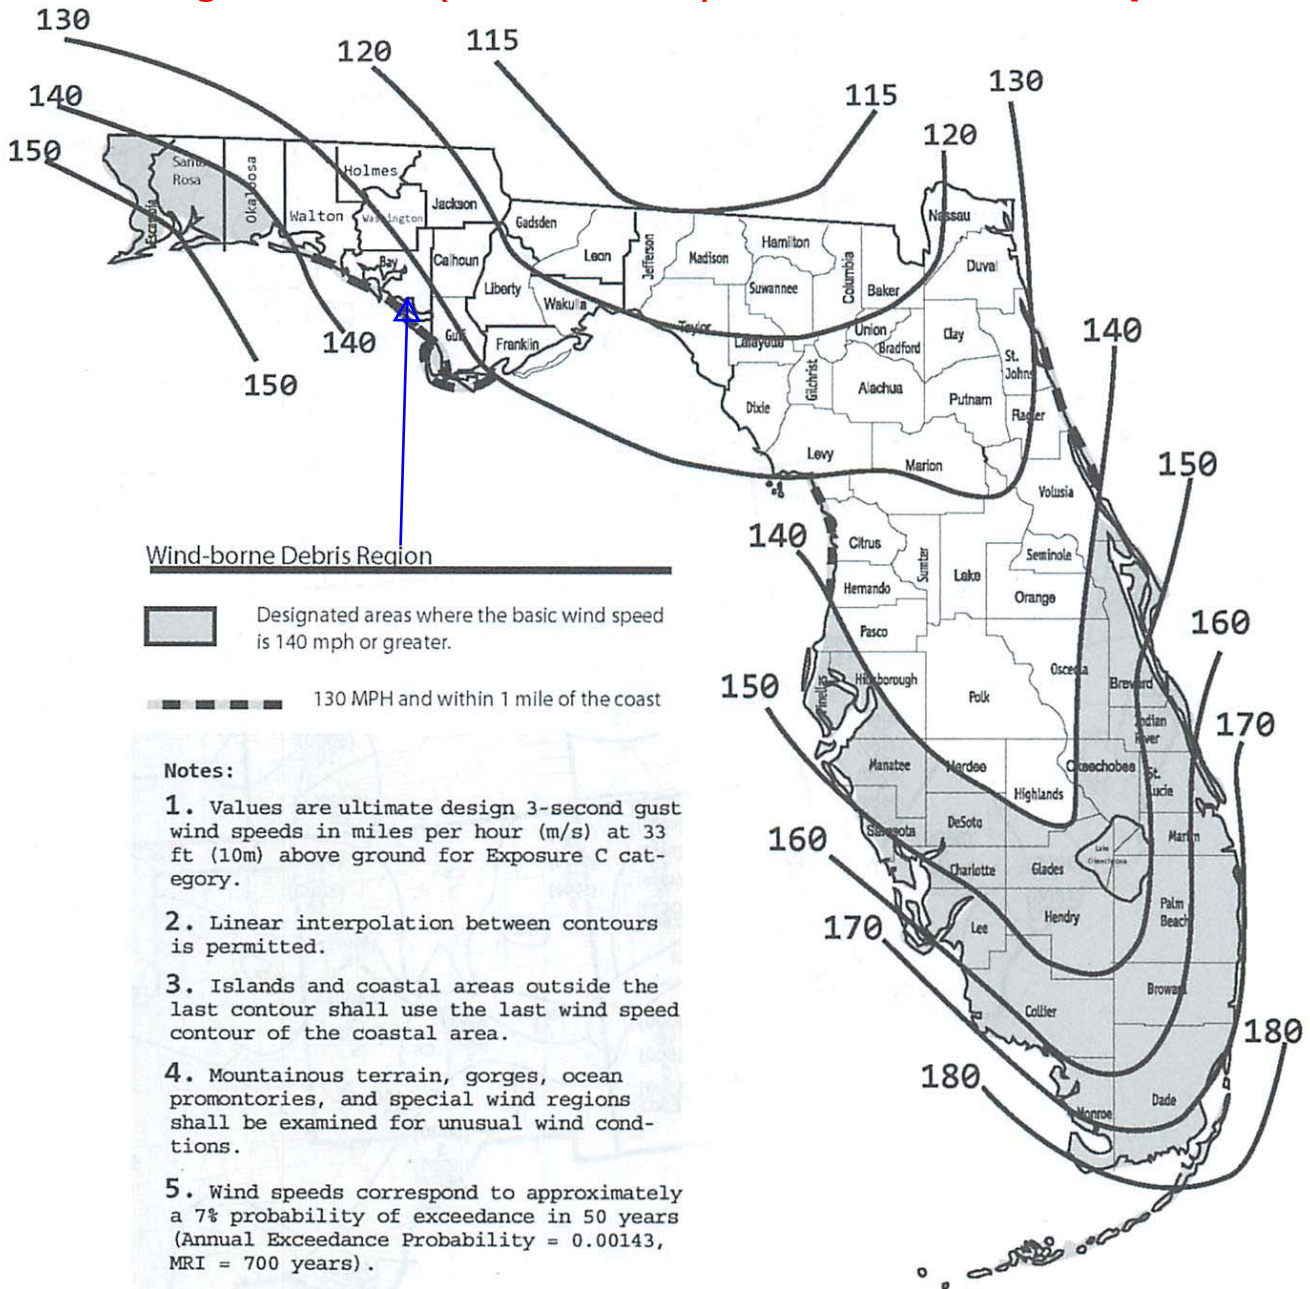 130
115
120
140
130
115
120
150
Santa
Rosa
Okaloosa
Holmes
Walton
Washington
Jackson
Escambia
Gadsden
Leon
Jefferson
Madison
Hamilton
Columbia
Nassau
Duval
Bay
Calhoun
Liberty
Wakulla
Suwannee
Baker
Taylor
Lafayette
Union
Bradford
Clay
St.
Johns
140
150
140
Gulf
Franklin
Dixie
Gilchrist
Alachua
Putnam
Flagler
Levy
Marion
Volusia
150
140
Citrus
Sumter
Lake
Seminole
Hernando
Orange
Pasco
160
Pinellas
Hillsborough
Polk
Osceola
Brevard
150
Indian
River
170
Manatee
Hardee
Highlands
Okeechobee
St.
Lucie
Sarasota
DeSoto
Martin
160
Charlotte
Glades
Lake
Okeechobee
170
Lee
Hendry
Palm
Beach
Collier
Broward
180
180
Monroe
Dade
Wind-borne Debris Region
Designated areas where the basic wind speed
is 140 mph or greater.
130 MPH and within 1 mile of the coast
Notes:
1. Values are ultimate design 3-second gust
wind speeds in miles per hour (m/s) at 33
ft (10m) above ground for Exposure C cat-
egory.
2. Linear interpolation between contours
is permitted.
3. Islands and coastal areas outside the
last contour shall use the last wind speed
contour of the coastal area.
4. Mountainous terrain, gorges, ocean
promontories, and special wind regions
shall be examined for unusual wind cond-
tions.
5. Wind speeds correspond to approximately
a 7% probability of exceedance in 50 years
(Annual Exceedance Probability = 0.00143,
MRI = 700 years).